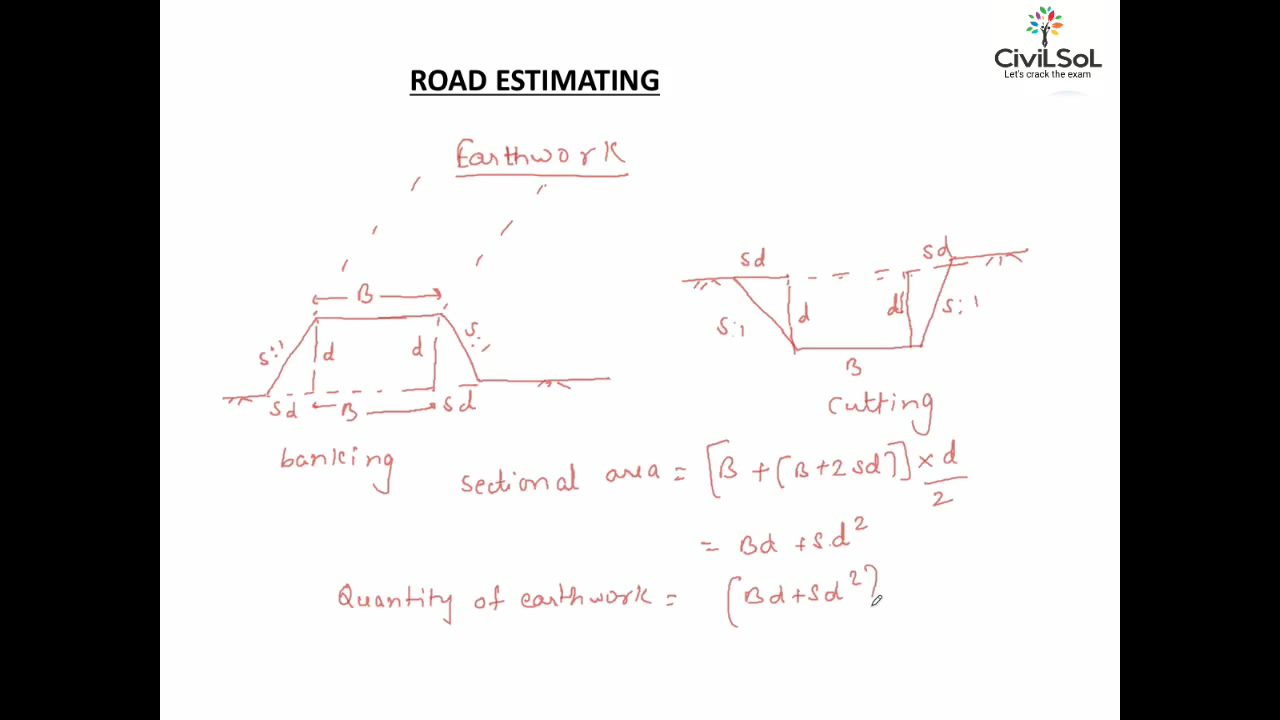 CiviLSoL
Let's crack the exam
ROAD ESTIMATING
Earthwork
B
S:1
d
d
S:1
Sd
B
Sd
banking
Sd
Sd
S:1
d
d
S:1
B
Cutting
Sectional area = [B + (B+2Sd)] × d/2
= Bd + S.d²
Quantity of earthwork = (Bd+Sd²)